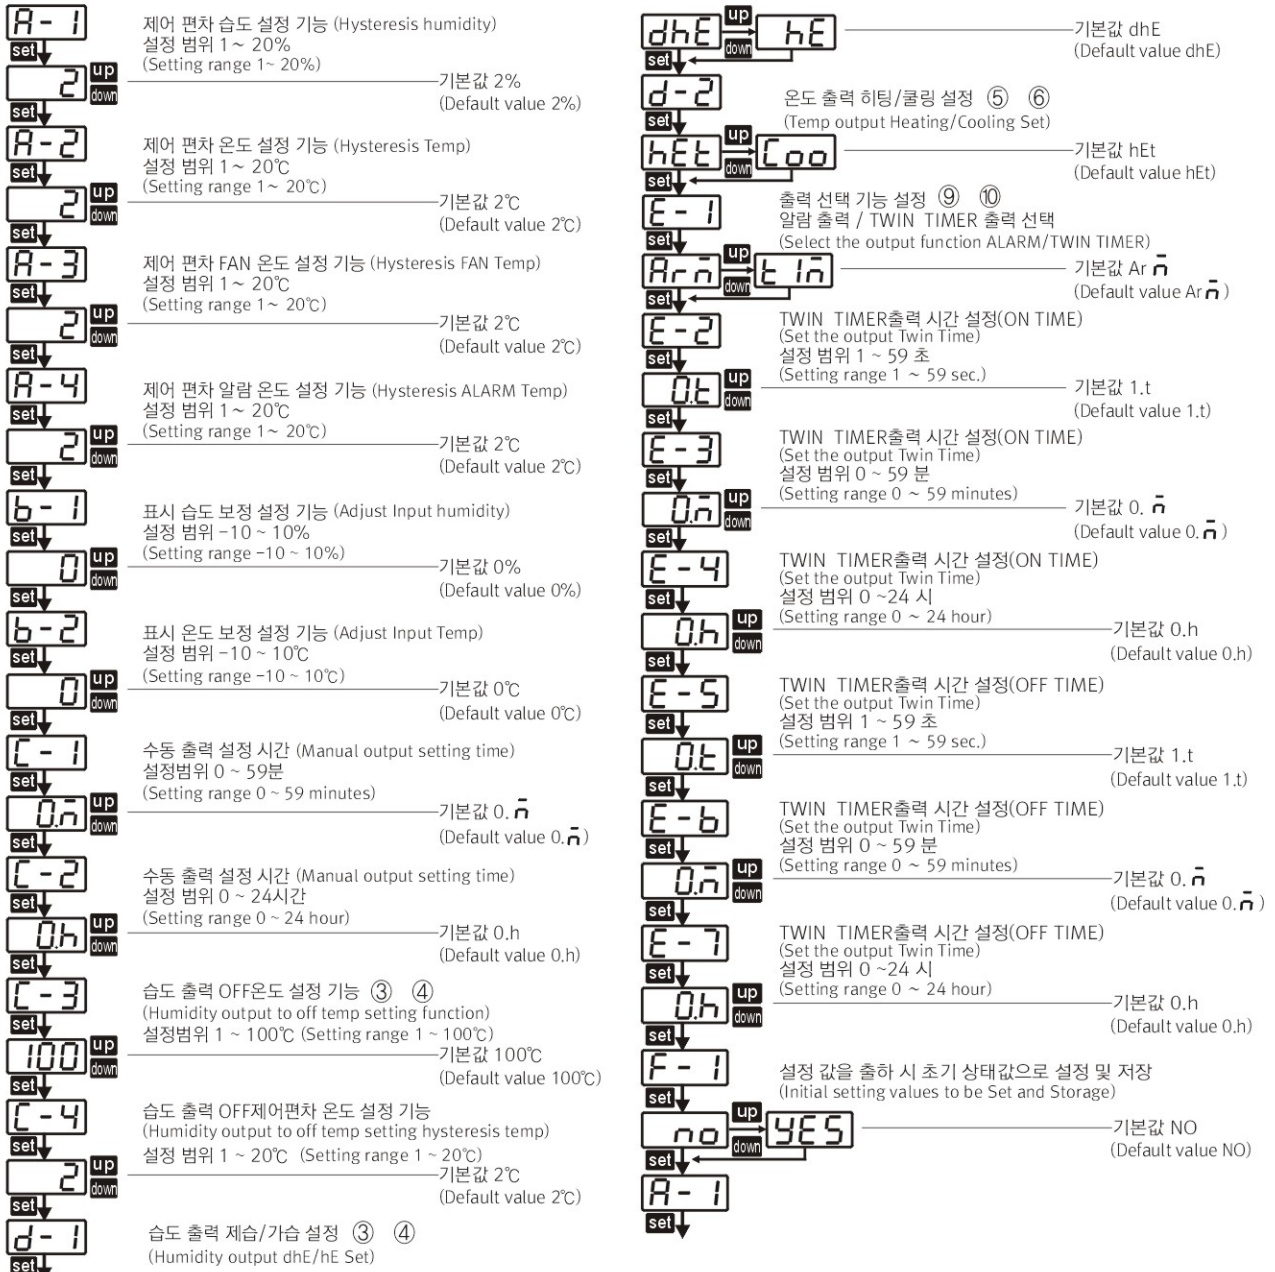 A - 1
제어 편차 습도 설정 기능 (Hysteresis humidity)
설정 범위 1 ~ 20%
(Setting range 1~ 20%)
set
2
up
down
기본값 2%
(Default value 2%)
set
A - 2
제어 편차 온도 설정 기능 (Hysteresis Temp)
설정 범위 1 ~ 20℃
(Setting range 1~ 20℃)
set
2
up
down
기본값 2℃
(Default value 2℃)
set
A - 3
제어 편차 FAN 온도 설정 기능 (Hysteresis FAN Temp)
설정 범위 1 ~ 20℃
(Setting range 1~ 20℃)
set
2
up
down
기본값 2℃
(Default value 2℃)
set
A - 4
제어 편차 알람 온도 설정 기능 (Hysteresis ALARM Temp)
설정 범위 1 ~ 20℃
(Setting range 1~ 20℃)
set
2
up
down
기본값 2℃
(Default value 2℃)
set
b - 1
표시 습도 보정 설정 기능 (Adjust Input humidity)
설정 범위 -10 ~ 10%
(Setting range -10 ~ 10%)
set
0
up
down
기본값 0%
(Default value 0%)
set
b - 2
표시 온도 보정 설정 기능 (Adjust Input Temp)
설정 범위 -10 ~ 10℃
(Setting range -10 ~ 10℃)
set
0
up
down
기본값 0℃
(Default value 0℃)
set
C - 1
수동 출력 설정 시간 (Manual output setting time)
설정범위 0 ~ 59분
(Setting range 0 ~ 59 minutes)
set
0.n̄
up
down
기본값 0. n̄
(Default value 0. n̄ )
set
C - 2
수동 출력 설정 시간 (Manual output setting time)
설정 범위 0 ~ 24시간
(Setting range 0 ~ 24 hour)
set
0.h
up
down
기본값 0.h
(Default value 0.h)
set
C - 3
습도 출력 OFF온도 설정 기능 ③ ④
(Humidity output to off temp setting function)
설정범위 1 ~ 100℃ (Setting range 1 ~ 100℃)
set
100
up
down
기본값 100℃
(Default value 100℃)
set
C - 4
습도 출력 OFF제어편차 온도 설정 기능
(Humidity output to off temp setting hysteresis temp)
설정 범위 1 ~ 20℃ (Setting range 1 ~ 20℃)
set
2
up
down
기본값 2℃
(Default value 2℃)
set
d - 1
습도 출력 제습/가습 설정 ③ ④
(Humidity output dhE/hE Set)
set
dhE
up
down
hE
기본값 dhE
(Default value dhE)
set
d - 2
온도 출력 히팅/쿨링 설정 ⑤ ⑥
(Temp output Heating/Cooling Set)
set
hEt
up
down
Coo
기본값 hEt
(Default value hEt)
set
E - 1
출력 선택 기능 설정 ⑨ ⑩
알람 출력 / TWIN TIMER 출력 선택
(Select the output function ALARM/TWIN TIMER)
set
Arn̄
up
down
tIn̄
기본값 Ar n̄
(Default value Ar n̄ )
set
E - 2
TWIN TIMER출력 시간 설정(ON TIME)
(Set the output Twin Time)
설정 범위 1 ~ 59 초
(Setting range 1 ~ 59 sec.)
set
0.t
up
down
기본값 1.t
(Default value 1.t)
set
E - 3
TWIN TIMER출력 시간 설정(ON TIME)
(Set the output Twin Time)
설정 범위 0 ~ 59 분
(Setting range 0 ~ 59 minutes)
set
0.n̄
up
down
기본값 0. n̄
(Default value 0. n̄ )
set
E - 4
TWIN TIMER출력 시간 설정(ON TIME)
(Set the output Twin Time)
설정 범위 0 ~24 시
(Setting range 0 ~ 24 hour)
set
0.h
up
down
기본값 0.h
(Default value 0.h)
set
E - 5
TWIN TIMER출력 시간 설정(OFF TIME)
(Set the output Twin Time)
설정 범위 1 ~ 59 초
(Setting range 1 ~ 59 sec.)
set
0.t
up
down
기본값 1.t
(Default value 1.t)
set
E - 6
TWIN TIMER출력 시간 설정(OFF TIME)
(Set the output Twin Time)
설정 범위 0 ~ 59 분
(Setting range 0 ~ 59 minutes)
set
0.n̄
up
down
기본값 0. n̄
(Default value 0. n̄ )
set
E - 7
TWIN TIMER출력 시간 설정(OFF TIME)
(Set the output Twin Time)
설정 범위 0 ~24 시
(Setting range 0 ~ 24 hour)
set
0.h
up
down
기본값 0.h
(Default value 0.h)
set
F - 1
설정 값을 출하 시 초기 상태값으로 설정 및 저장
(Initial setting values to be Set and Storage)
set
no
up
down
YES
기본값 NO
(Default value NO)
set
A - 1
set